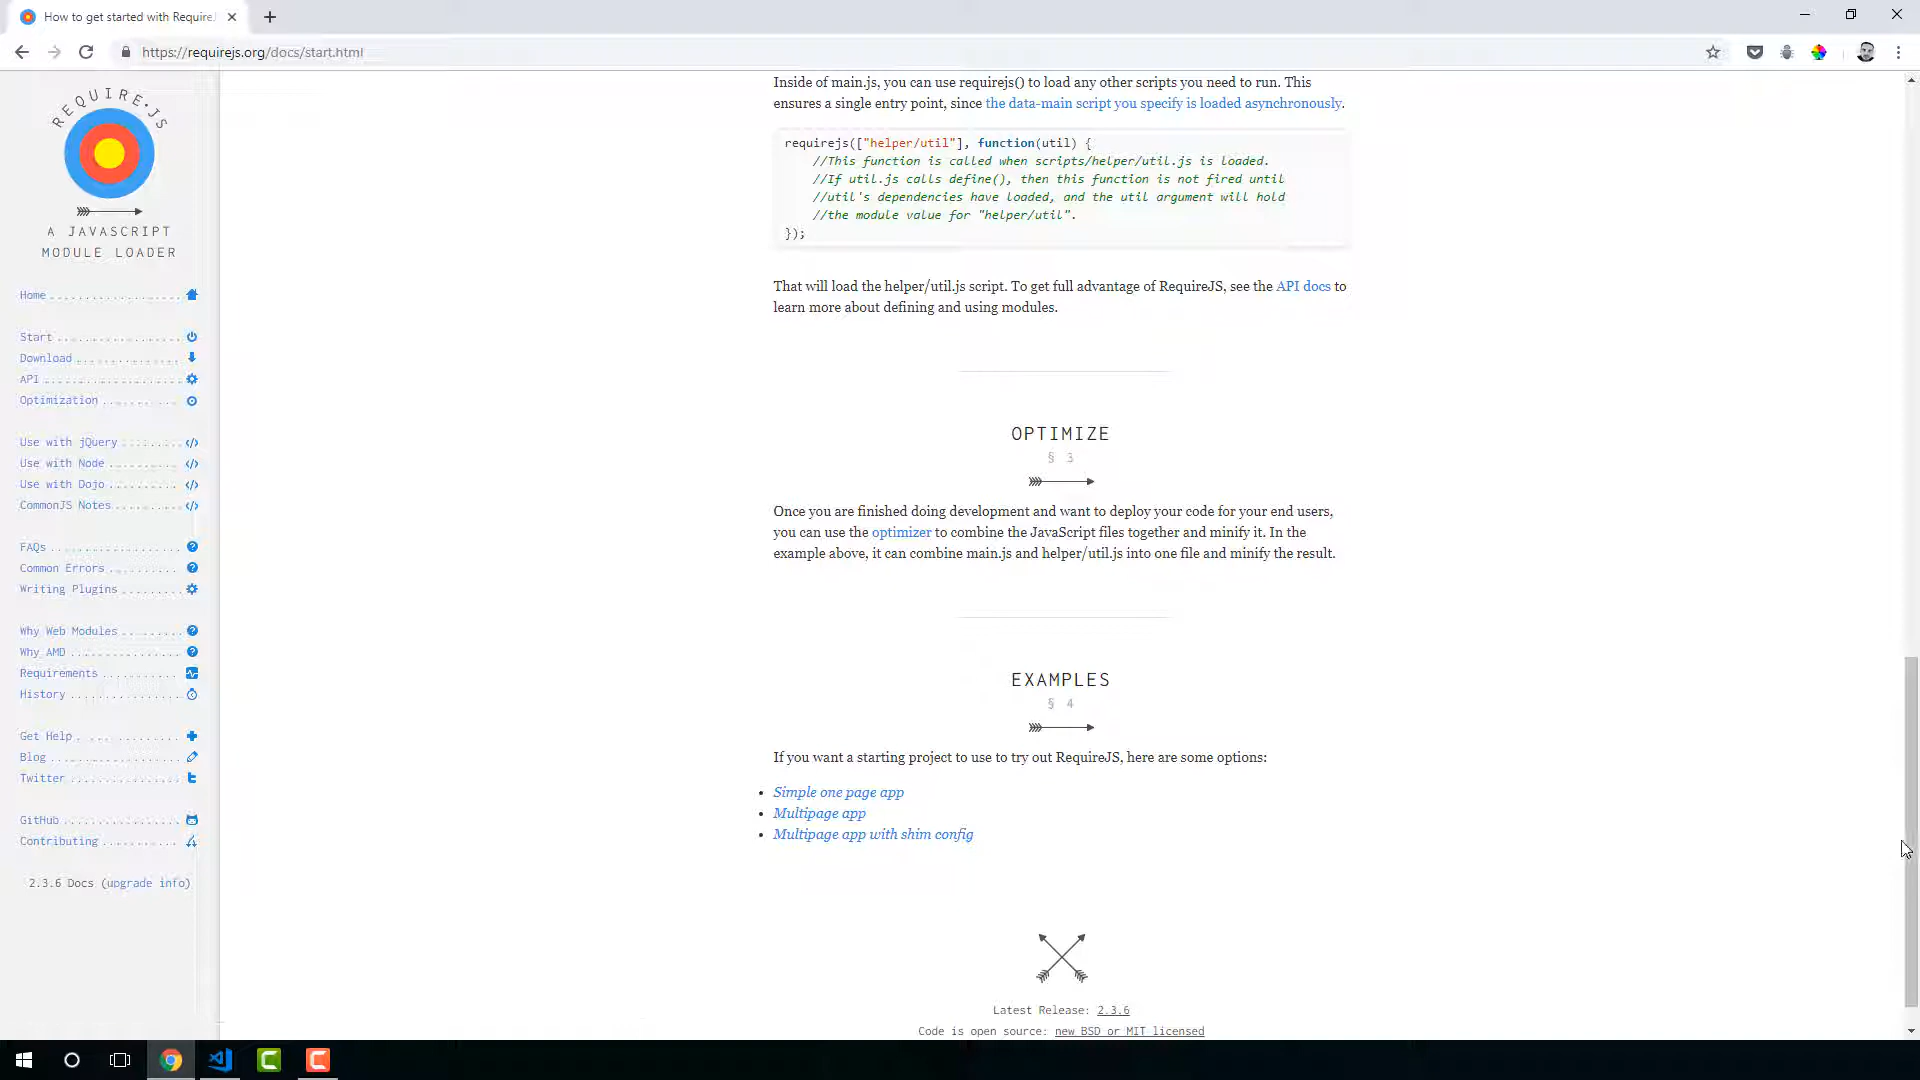 How to get started with RequireJ
https://requirejs.org/docs/start.html
REQUIRE.JS
A JAVASCRIPT
MODULE LOADER
Home
Start
Download
API
Optimization
Use with jQuery
Use with Node
Use with Dojo
CommonJS Notes
FAQs
Common Errors
Writing Plugins
Why Web Modules
Why AMD
Requirements
History
Get Help
Blog
Twitter
GitHub
Contributing
2.3.6 Docs (upgrade info)
Inside of main.js, you can use requirejs() to load any other scripts you need to run. This
ensures a single entry point, since the data-main script you specify is loaded asynchronously.
requirejs(["helper/util"], function(util) {
//This function is called when scripts/helper/util.js is loaded.
//If util.js calls define(), then this function is not fired until
//util's dependencies have loaded, and the util argument will hold
//the module value for "helper/util".
});
That will load the helper/util.js script. To get full advantage of RequireJS, see the API docs to
learn more about defining and using modules.
OPTIMIZE
§ 3
Once you are finished doing development and want to deploy your code for your end users,
you can use the optimizer to combine the JavaScript files together and minify it. In the
example above, it can combine main.js and helper/util.js into one file and minify the result.
EXAMPLES
§ 4
If you want a starting project to use to try out RequireJS, here are some options:
• Simple one page app
• Multipage app
• Multipage app with shim config
Latest Release: 2.3.6
Code is open source: new BSD or MIT licensed